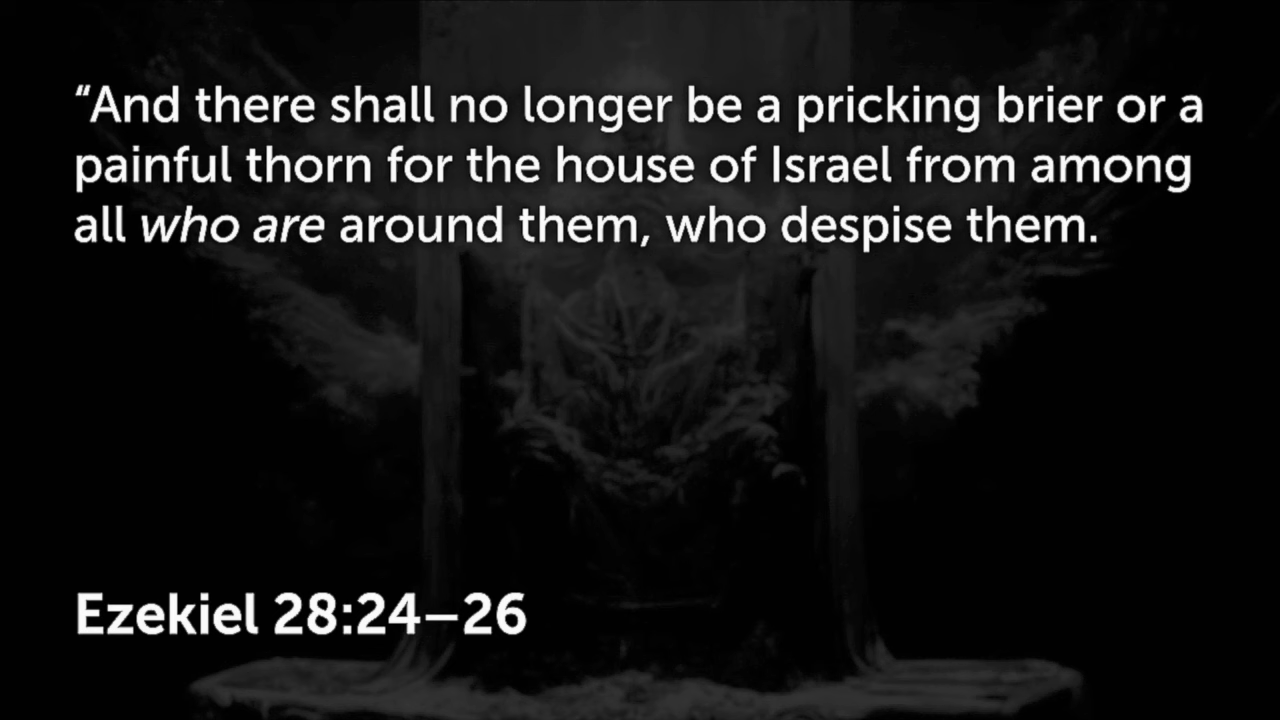 “And there shall no longer be a pricking brier or a
painful thorn for the house of Israel from among
all who are around them, who despise them.
Ezekiel 28:24–26